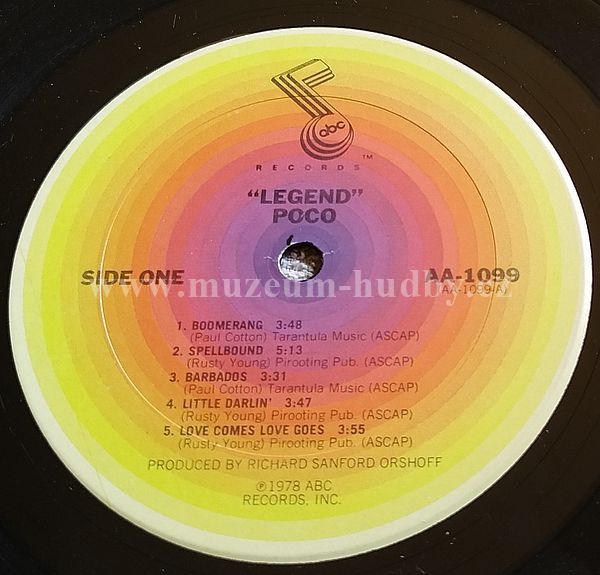 abc
RECORDS ™
"LEGEND"
POCO
SIDE ONE
AA-1099
(AA-1099-A)
www.muzeum-hudby.cz
1. BOOMERANG 3:48
(Paul Cotton) Tarantula Music (ASCAP)
2. SPELLBOUND 5:13
(Rusty Young) Pirooting Pub. (ASCAP)
3. BARBADOS 3:31
(Paul Cotton) Tarantula Music (ASCAP)
4. LITTLE DARLIN' 3:47
(Rusty Young) Pirooting Pub. (ASCAP)
5. LOVE COMES LOVE GOES 3:55
(Rusty Young) Pirooting Pub. (ASCAP)
PRODUCED BY RICHARD SANFORD ORSHOFF
℗1978 ABC
RECORDS, INC.